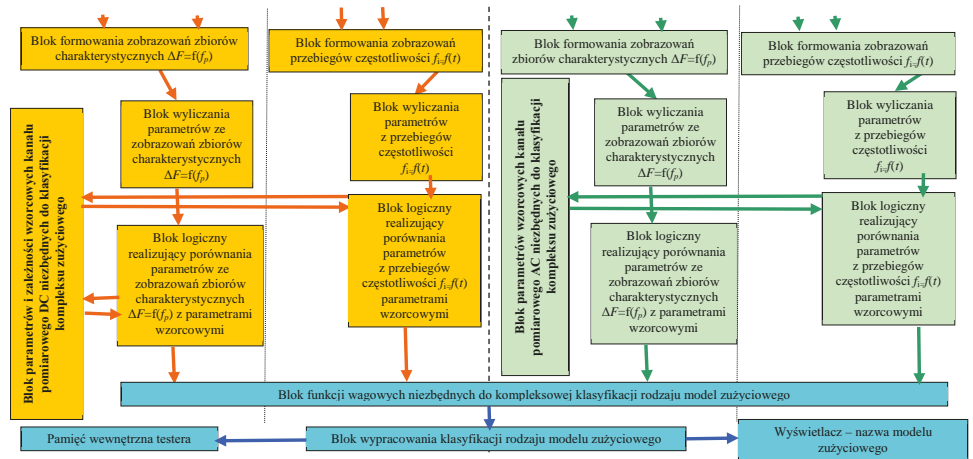 Blok formowania zobrazowań zbiorów
charakterystycznych ΔF=f(fp)
Blok formowania zobrazowań
przebiegów częstotliwości fi=f(t)
Blok formowania zobrazowań
zbiorów charakterystycznych ΔF=f(fp)
Blok formowania zobrazowań
przebiegów częstotliwości fi=f(t)
Blok parametrów i zależności wzorcowych kanału
pomiarowego DC niezbędnych do klasyfikacji
kompleksu zużyciowego
Blok wyliczania
parametrów ze
zobrazowań zbiorów
charakterystycznych
ΔF=f(fp)
Blok wyliczania
parametrów
z przebiegów
częstotliwości
fi=f(t)
Blok parametrów wzorcowych kanału
pomiarowego AC niezbędnych do klasyfikacji
kompleksu zużyciowego
Blok wyliczania
parametrów ze
zobrazowań zbiorów
charakterystycznych
ΔF=f(fp)
Blok wyliczania
parametrów
z przebiegów
częstotliwości
fi=f(t)
Blok logiczny
realizujący porównania
parametrów ze
zobrazowań zbiorów
charakterystycznych
ΔF=f(fp) z parametrami
wzorcowymi
Blok logiczny
realizujący
porównania
parametrów
z przebiegów
częstotliwości fi=f(t)
parametrami
wzorcowymi
Blok logiczny
realizujący porównania
parametrów ze
zobrazowań zbiorów
charakterystycznych
ΔF=f(fp) z parametrami
wzorcowymi
Blok logiczny
realizujący
porównania
parametrów
z przebiegów
częstotliwości fi=f(t)
parametrami
wzorcowymi
Blok funkcji wagowych niezbędnych do kompleksowej klasyfikacji rodzaju model zużyciowego
Pamięć wewnętrzna testera
Blok wypracowania klasyfikacji rodzaju modelu zużyciowego
Wyświetlacz – nazwa modelu
zużyciowego